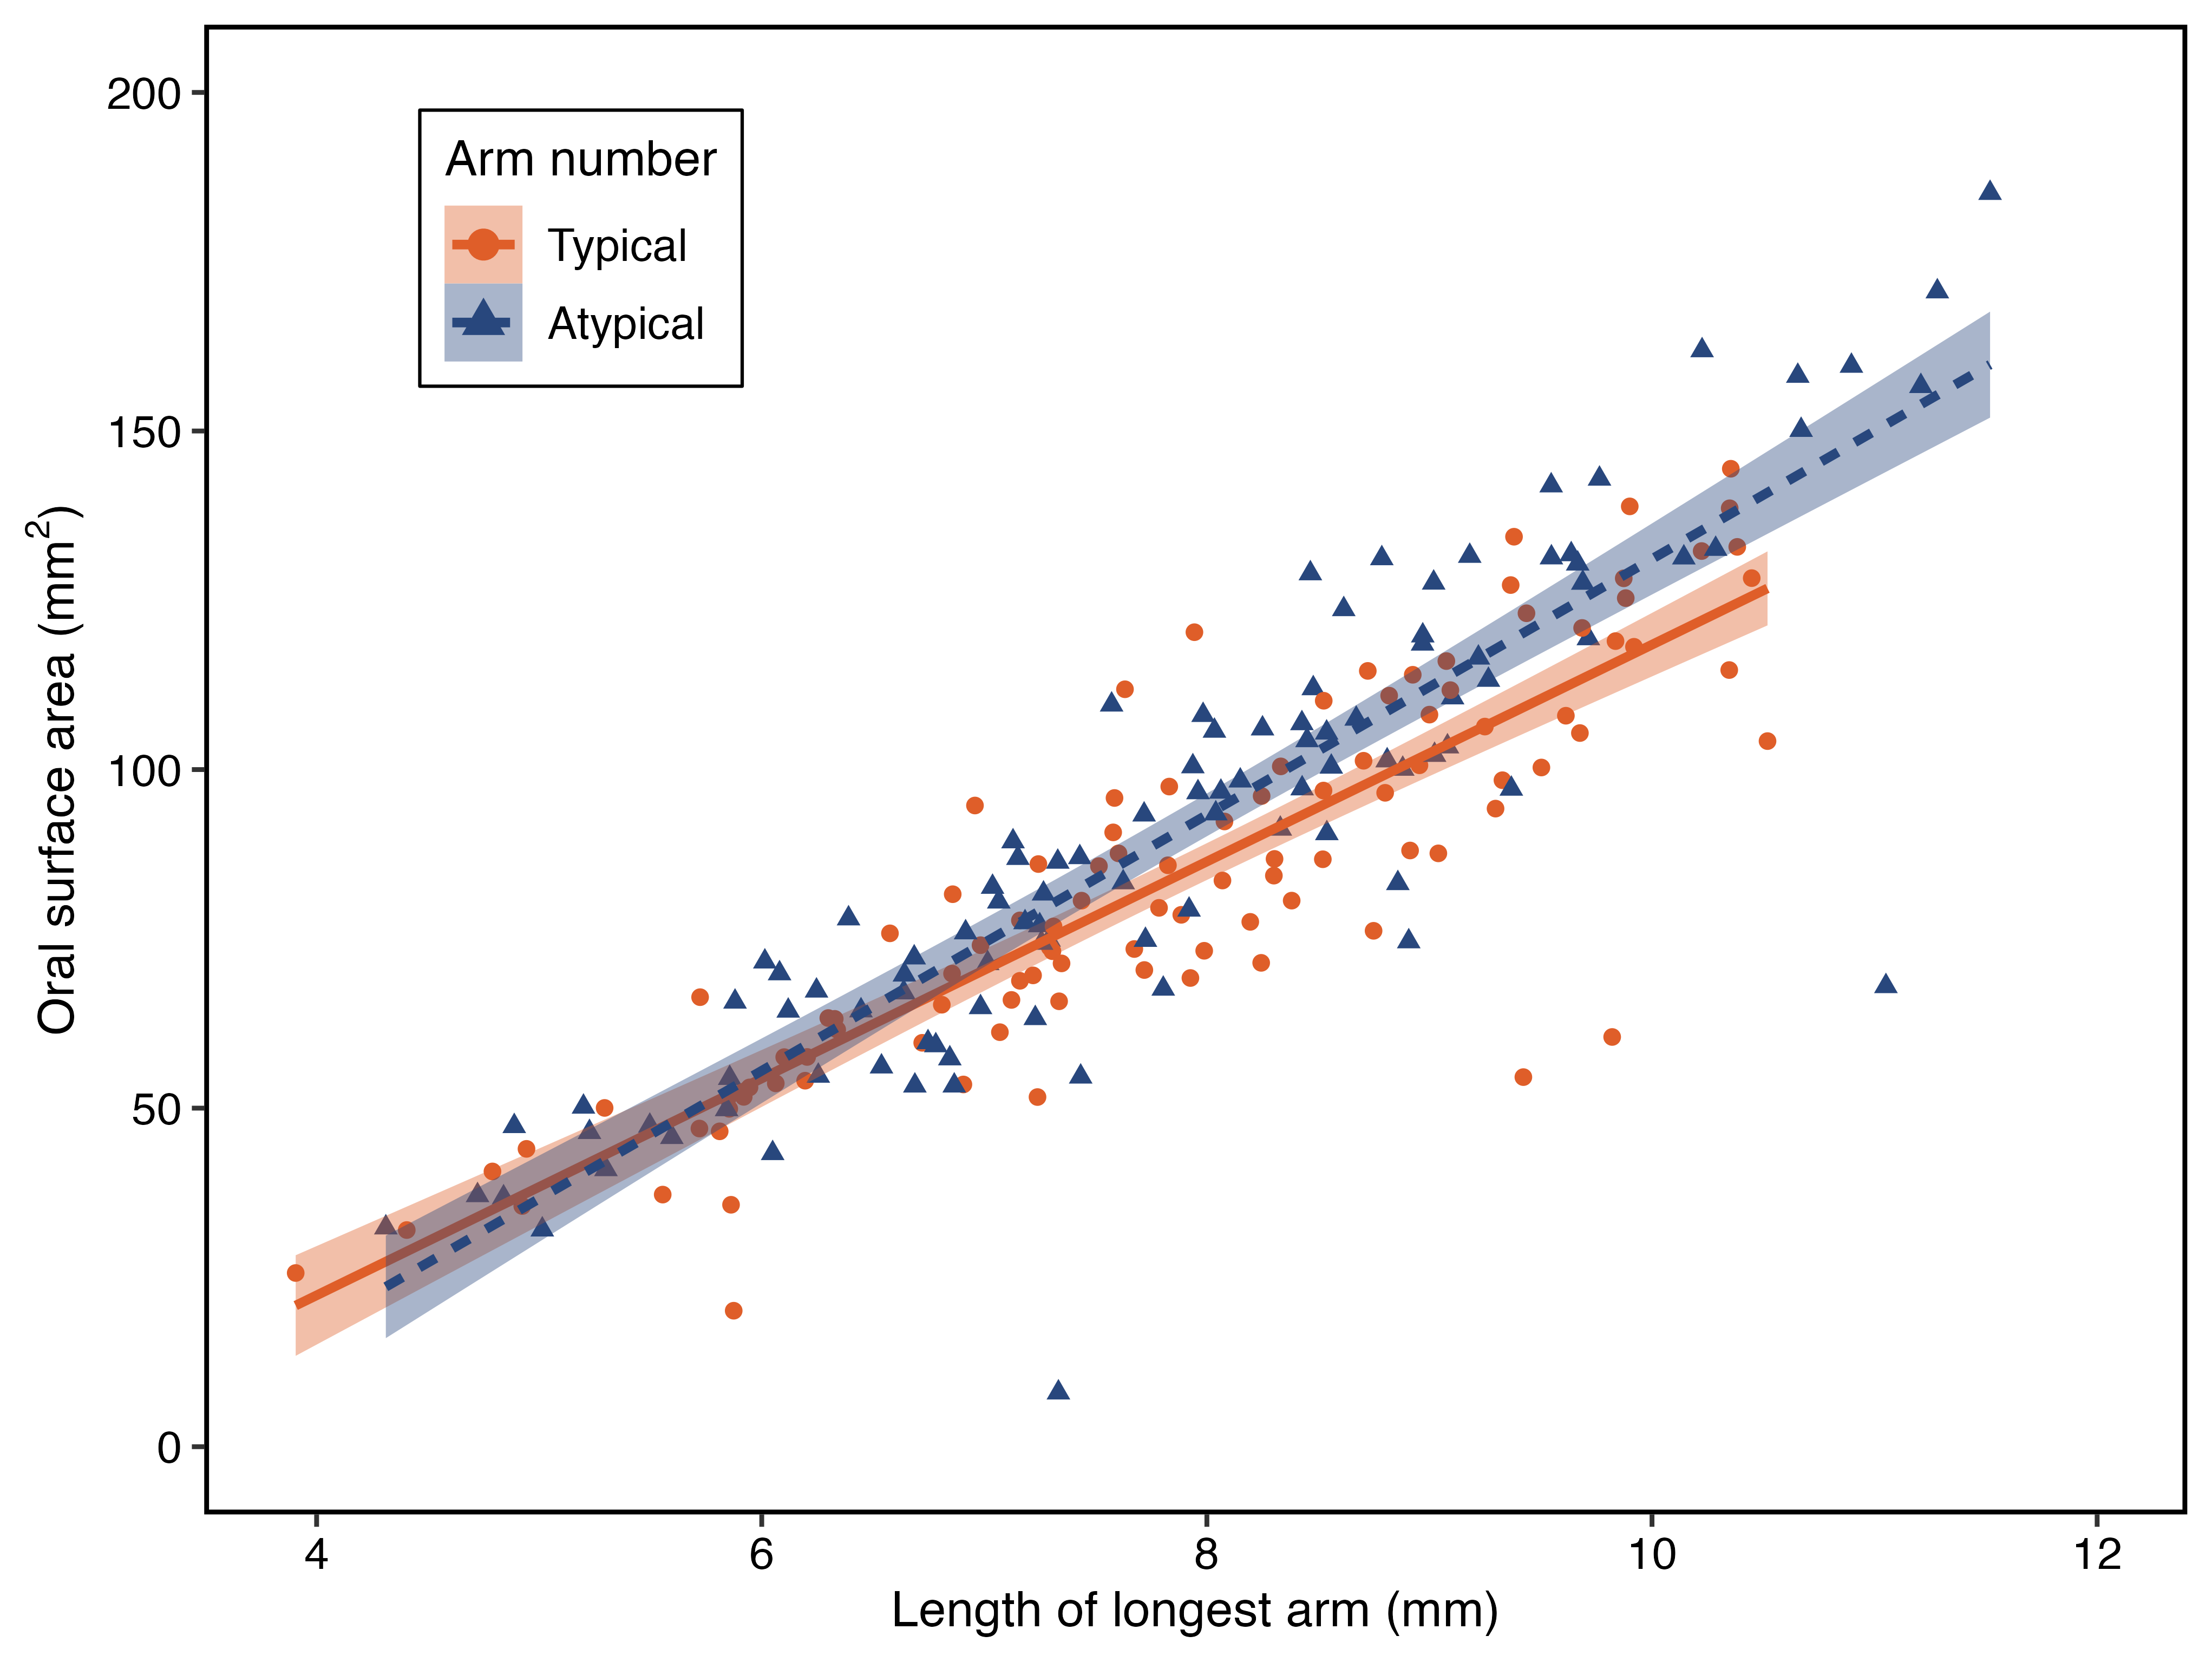 Arm number
Typical
Atypical
200
150
100
50
0
Oral surface area (mm²)
4 6 8 10 12
Length of longest arm (mm)